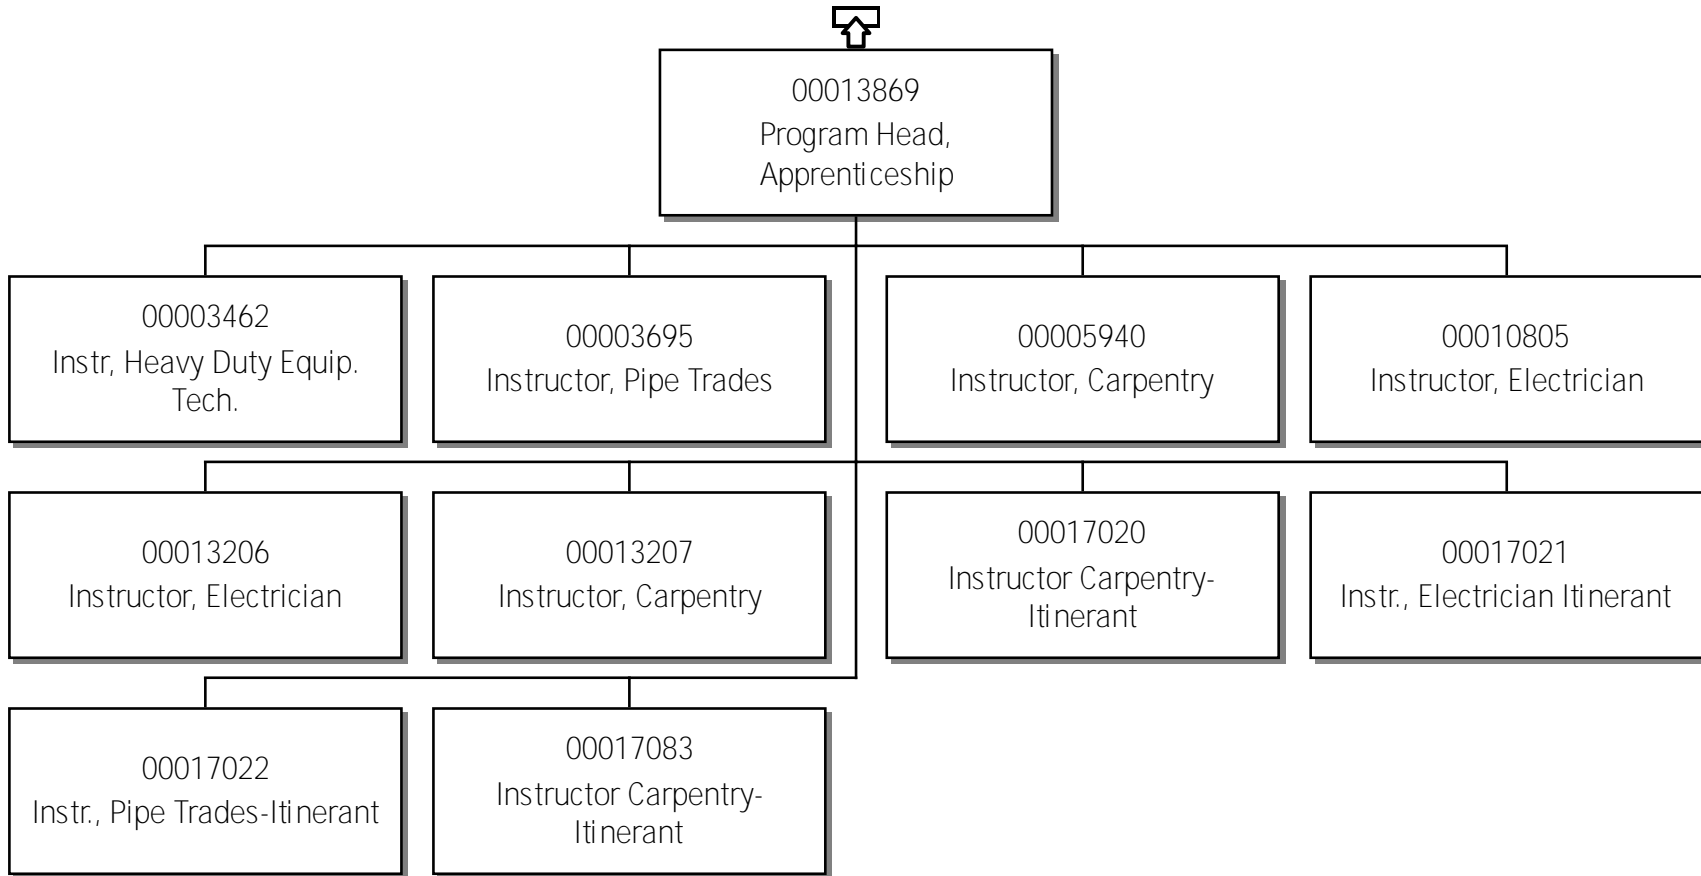 00013869
Program Head,
Apprenticeship
00003462
Instr, Heavy Duty Equip.
Tech.
00003695
Instructor, Pipe Trades
00005940
Instructor, Carpentry
00010805
Instructor, Electrician
00013206
Instructor, Electrician
00013207
Instructor, Carpentry
00017020
Instructor Carpentry-
Itinerant
00017021
Instr., Electrician Itinerant
00017022
Instr., Pipe Trades-Itinerant
00017083
Instructor Carpentry-
Itinerant